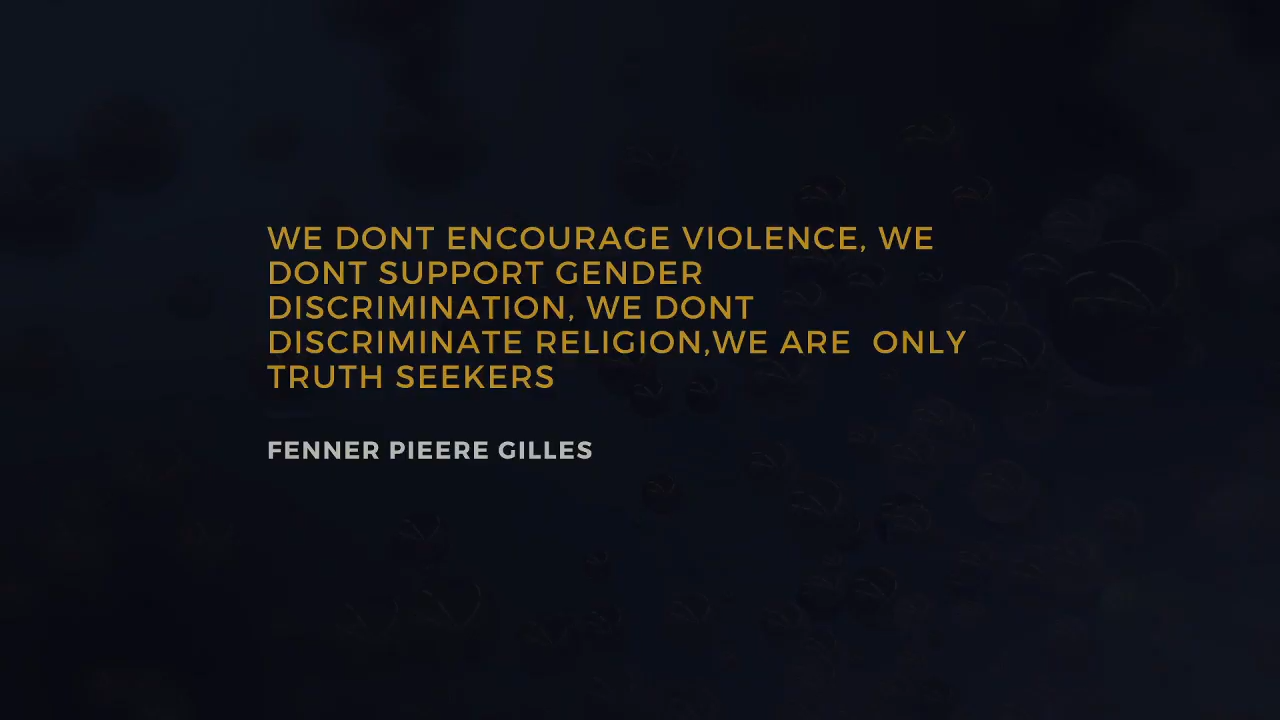 WE DONT ENCOURAGE VIOLENCE, WE
DONT SUPPORT GENDER
DISCRIMINATION, WE DONT
DISCRIMINATE RELIGION,WE ARE  ONLY
TRUTH SEEKERS
FENNER PIEERE GILLES